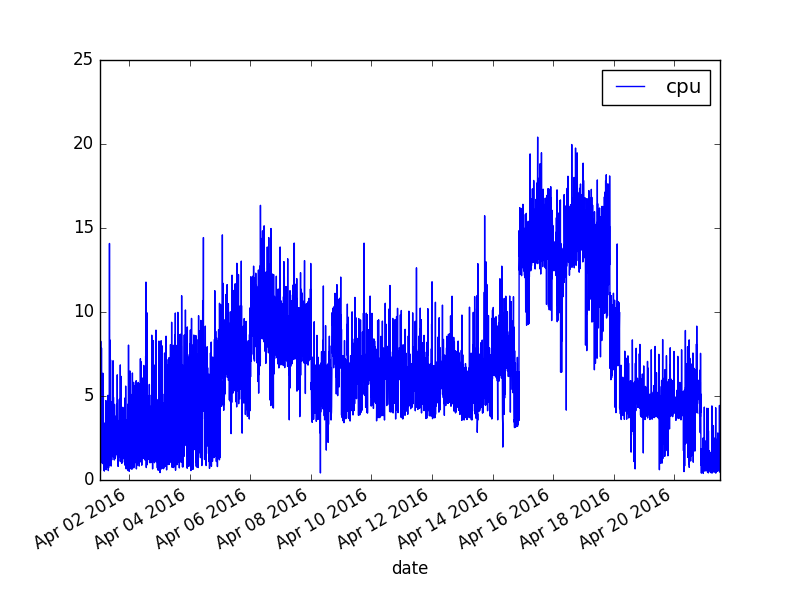 25
cpu
20
15
10
5
0
Apr 02 2016
Apr 04 2016
Apr 06 2016
Apr 08 2016
Apr 10 2016
Apr 12 2016
Apr 14 2016
Apr 16 2016
Apr 18 2016
Apr 20 2016
date